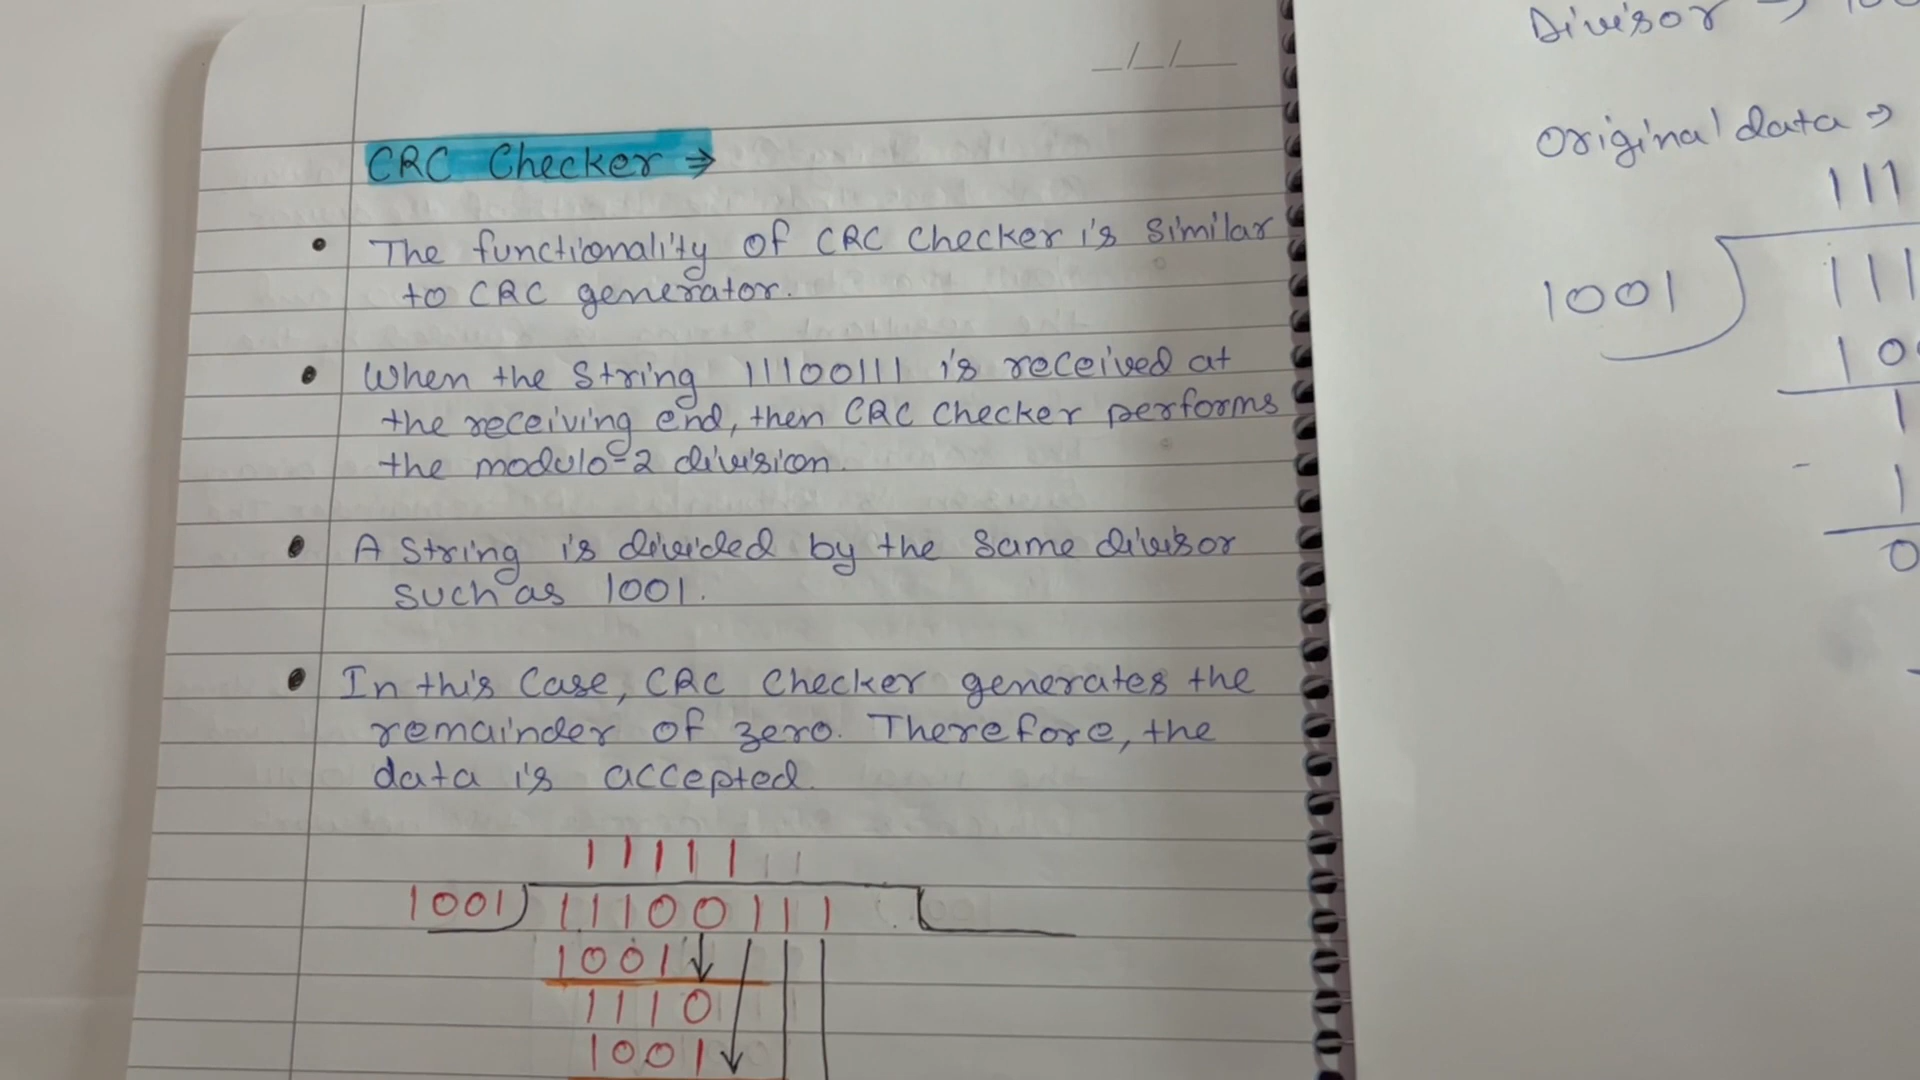 _/_/__
CRC Checker ⇒
• The functionality of CRC checker is similar
to CRC generator.
• When the string 11100111 is received at
the receiving end, then CRC checker performs
the modulo-2 division.
• A string is divided by the same divisor
such as 1001.
• In this case, CRC checker generates the
remainder of zero. Therefore, the
data is accepted.
11111
1001) 11100111
1001
1110
1001
Divisor →
Original data →
111
1001) 111
10
1
1
0